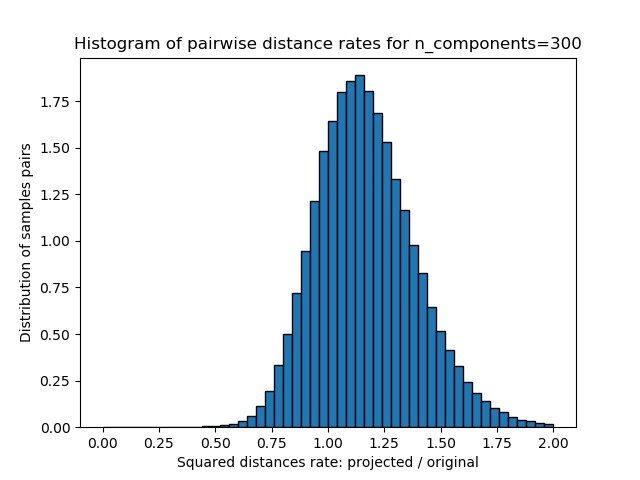 Histogram of pairwise distance rates for n_components=300
Distribution of samples pairs
1.75
1.50
1.25
1.00
0.75
0.50
0.25
0.00
0.00 0.25 0.50 0.75 1.00 1.25 1.50 1.75 2.00
Squared distances rate: projected / original